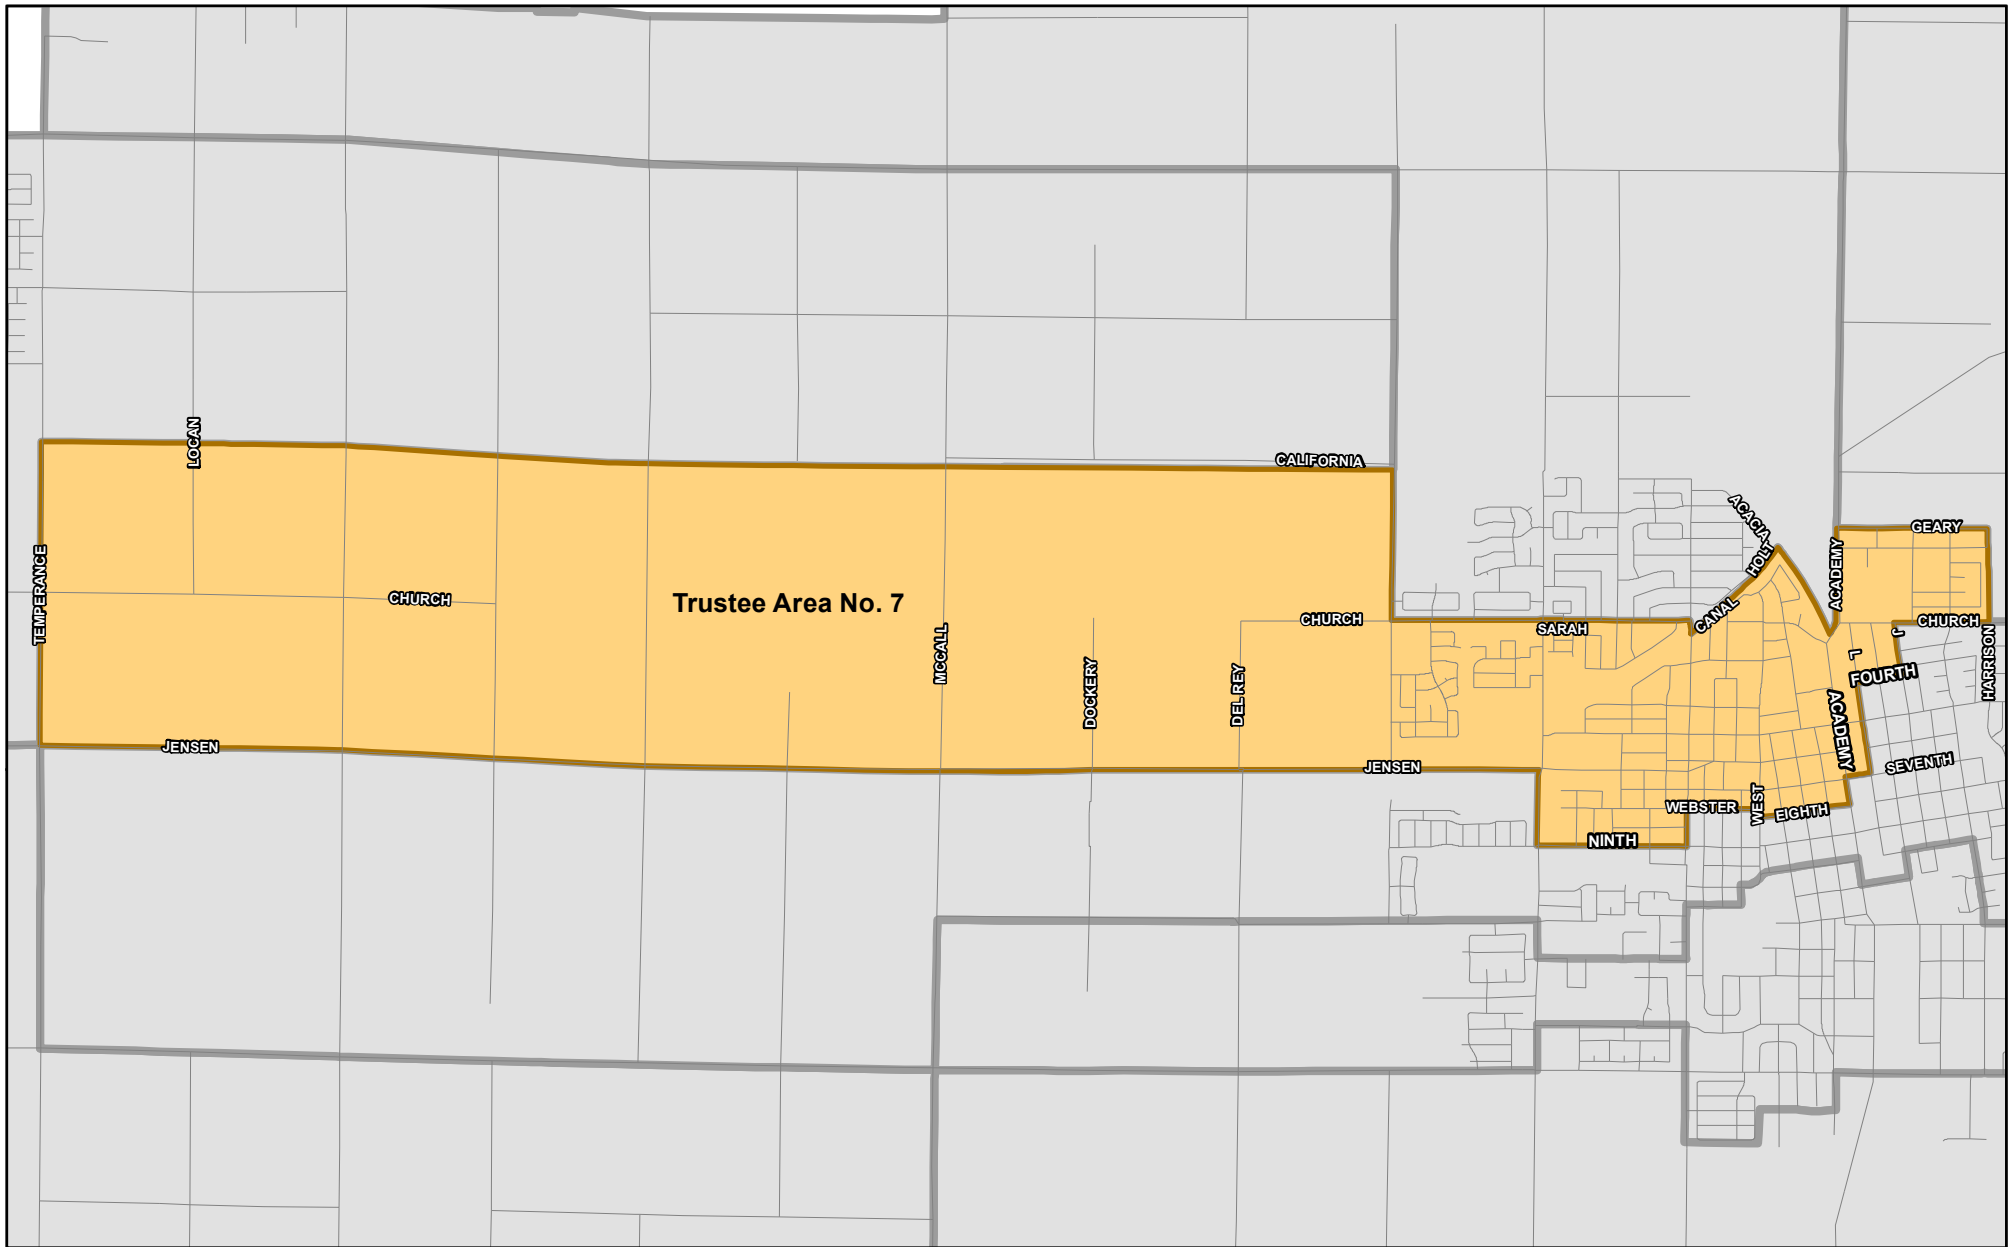 LOCAN
CALIFORNIA
ACACIA
HOLT
GEARY
ACADEMY
TEMPERANCE
CHURCH
Trustee Area No. 7
CANAL
CHURCH
SARAH
CHURCH
J
L
MCCALL
DOCKERY
DEL REY
FOURTH
HARRISON
ACADEMY
JENSEN
JENSEN
SEVENTH
WEBSTER
WEST
EIGHTH
NINTH